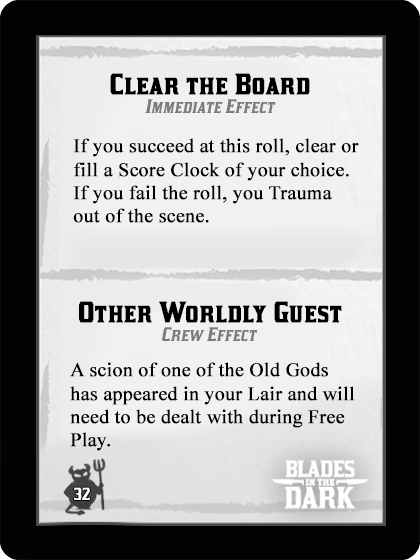 CLEAR THE BOARD
IMMEDIATE EFFECT
If you succeed at this roll, clear or
fill a Score Clock of your choice.
If you fail the roll, you Trauma
out of the scene.
OTHER WORLDLY GUEST
CREW EFFECT
A scion of one of the Old Gods
has appeared in your Lair and will
need to be dealt with during Free
Play.
32
BLADES
IN THE
DARK